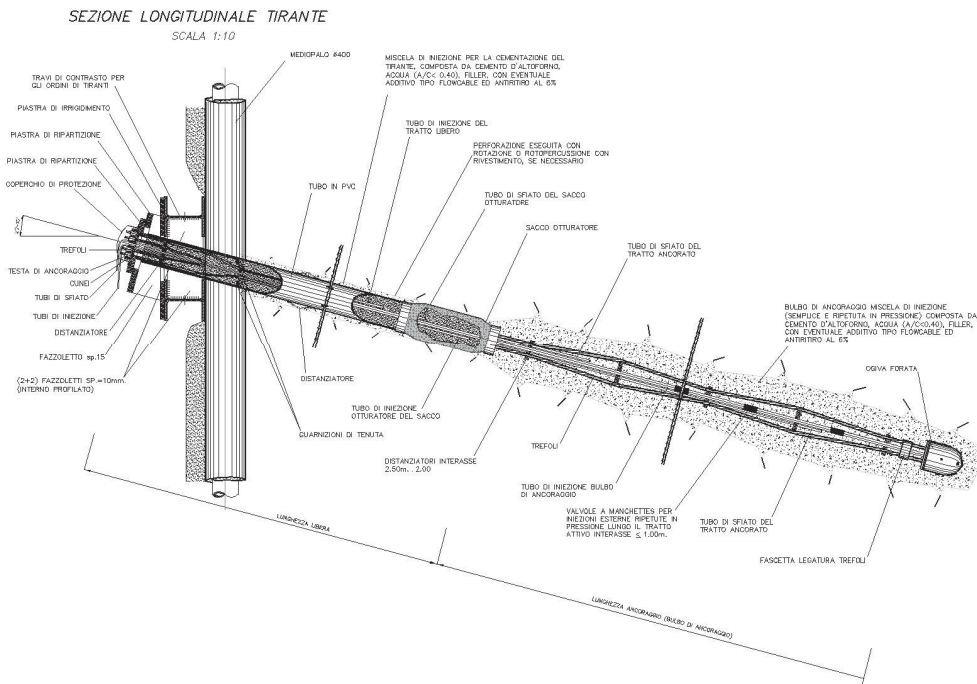 SEZIONE LONGITUDINALE TIRANTE
SCALA 1:10
MEDIOPALO ø400
MISCELA DI INIEZIONE PER LA CEMENTAZIONE DEL
TIRANTE, COMPOSTA DA CEMENTO D'ALTOFORNO,
ACQUA (A/C< 0.40), FILLER, CON EVENTUALE
ADDITIVO TIPO FLOWCABLE ED ANTIRITIRO AL 6%
TRAVI DI CONTRASTO PER
GLI ORDINI DI TIRANTI
PIASTRA DI IRRIGIDIMENTO
PIASTRA DI RIPARTIZIONE
PIASTRA DI RIPARTIZIONE
COPERCHIO DI PROTEZIONE
TUBO DI INIEZIONE DEL
TRATTO LIBERO
PERFORAZIONE ESEGUITA CON
ROTAZIONE O ROTOPERCUSSIONE CON
RIVESTIMENTO, SE NECESSARIO
TUBO IN PVC
TUBO DI SFIATO DEL SACCO
OTTURATORE
SACCO OTTURATORE
TUBO DI SFIATO DEL
TRATTO ANCORATO
TREFOLI
TESTA DI ANCORAGGIO
CUNEI
TUBI DI SFIATO
TUBI DI INIEZIONE
DISTANZIATORE
FAZZOLETTO sp.15
(2+2) FAZZOLETTI SP.=10mm.
(INTERNO PROFILATO)
BULBO DI ANCORAGGIO MISCELA DI INIEZIONE
(SEMPLICE E RIPETUTA IN PRESSIONE) COMPOSTA DA
CEMENTO D'ALTOFORNO, ACQUA (A/C<0.40), FILLER,
CON EVENTUALE ADDITIVO TIPO FLOWCABLE ED
ANTIRITIRO AL 6%
OGIVA FORATA
DISTANZIATORE
TUBO DI INIEZIONE
OTTURATORE DEL SACCO
GUARNIZIONI DI TENUTA
TREFOLI
DISTANZIATORI INTERASSE
2.50m. . 2.00
TUBO DI INIEZIONE BULBO
DI ANCORAGGIO
VALVOLE A MANCHETTES PER
INIEZIONI ESTERNE RIPETUTE IN
PRESSIONE LUNGO IL TRATTO
ATTIVO INTERASSE ≤ 1.00m.
TUBO DI SFIATO DEL
TRATTO ANCORATO
FASCETTA LEGATURA TREFOLI
LUNGHEZZA LIBERA
LUNGHEZZA ANCORAGGIO (BULBO DI ANCORAGGIO)